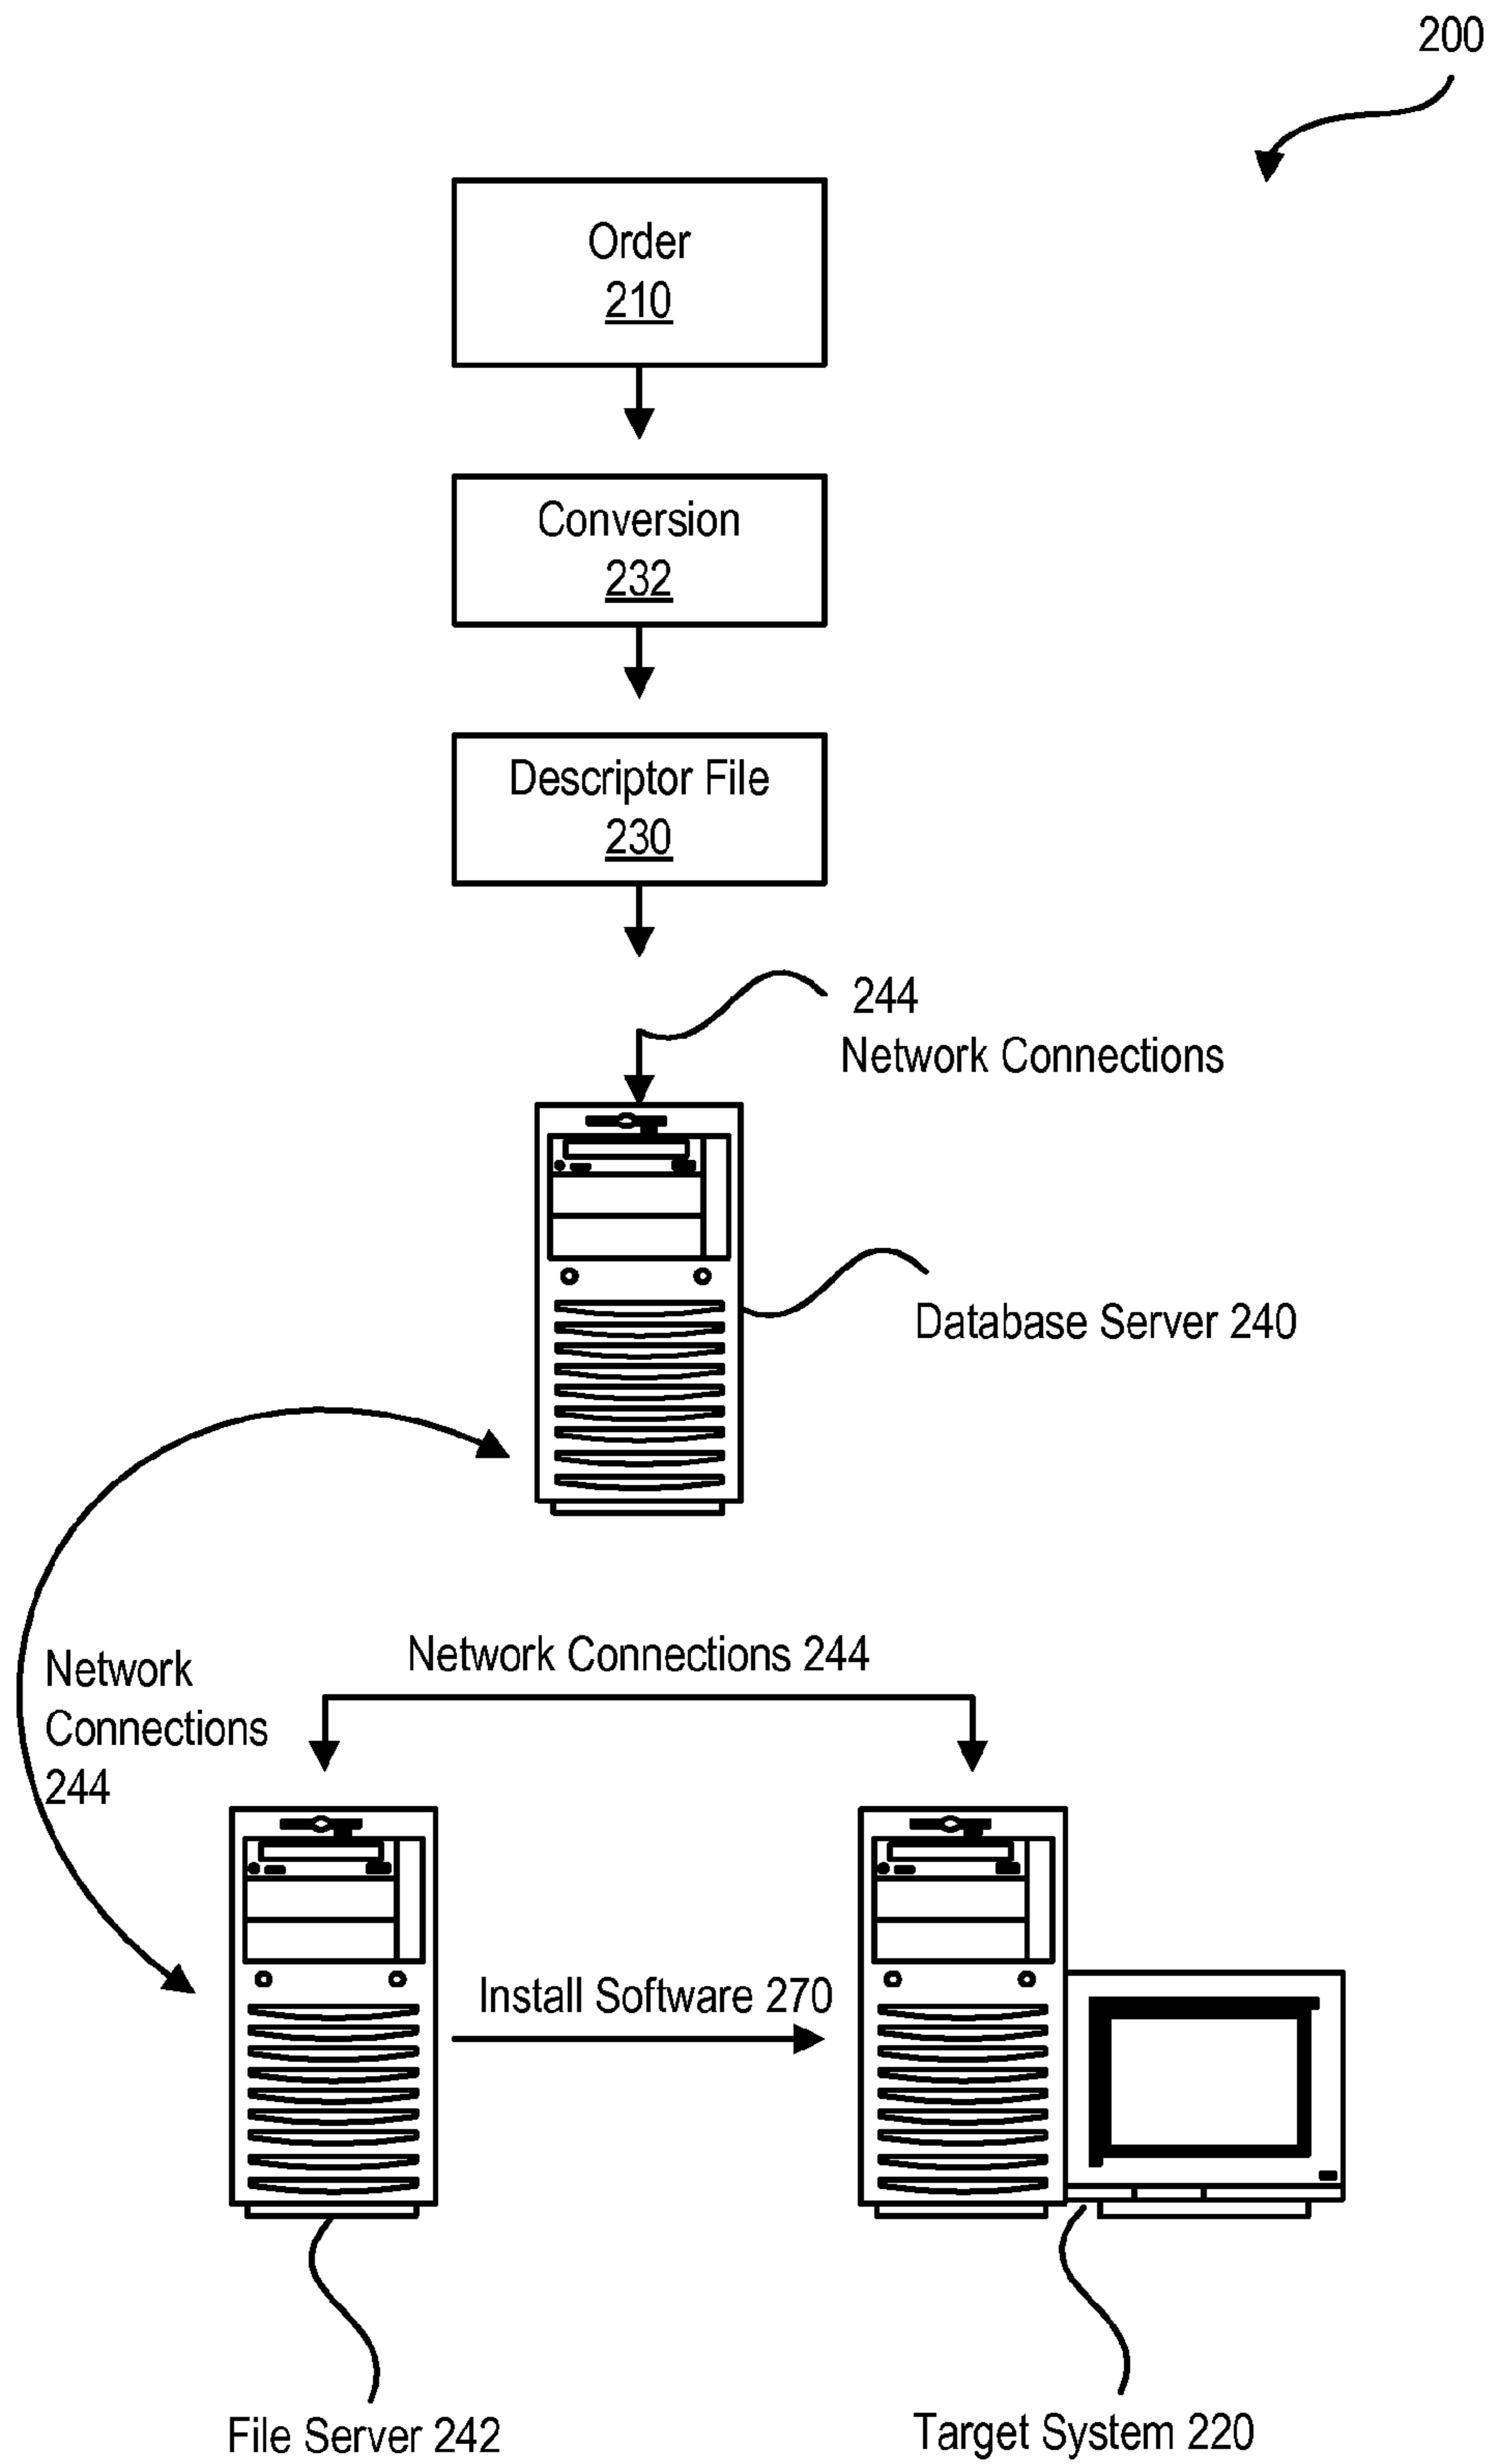 200
Order
210
Conversion
232
Descriptor File
230
244
Network Connections
Database Server 240
Network Connections 244
Network
Connections
244
Install Software 270
File Server 242
Target System 220